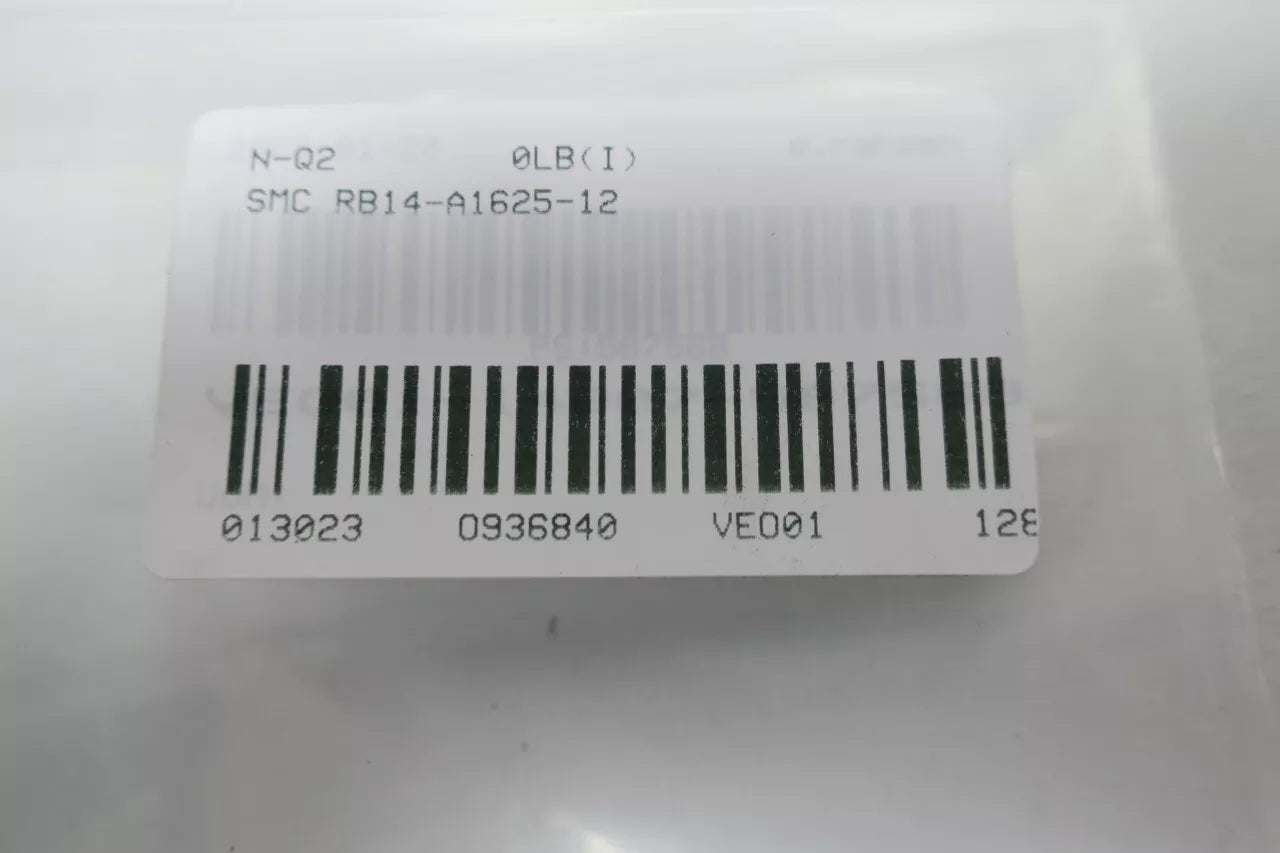 N-Q2 0LB(I)
SMC RB14-A1625-12
013023 0936840 VE001 128